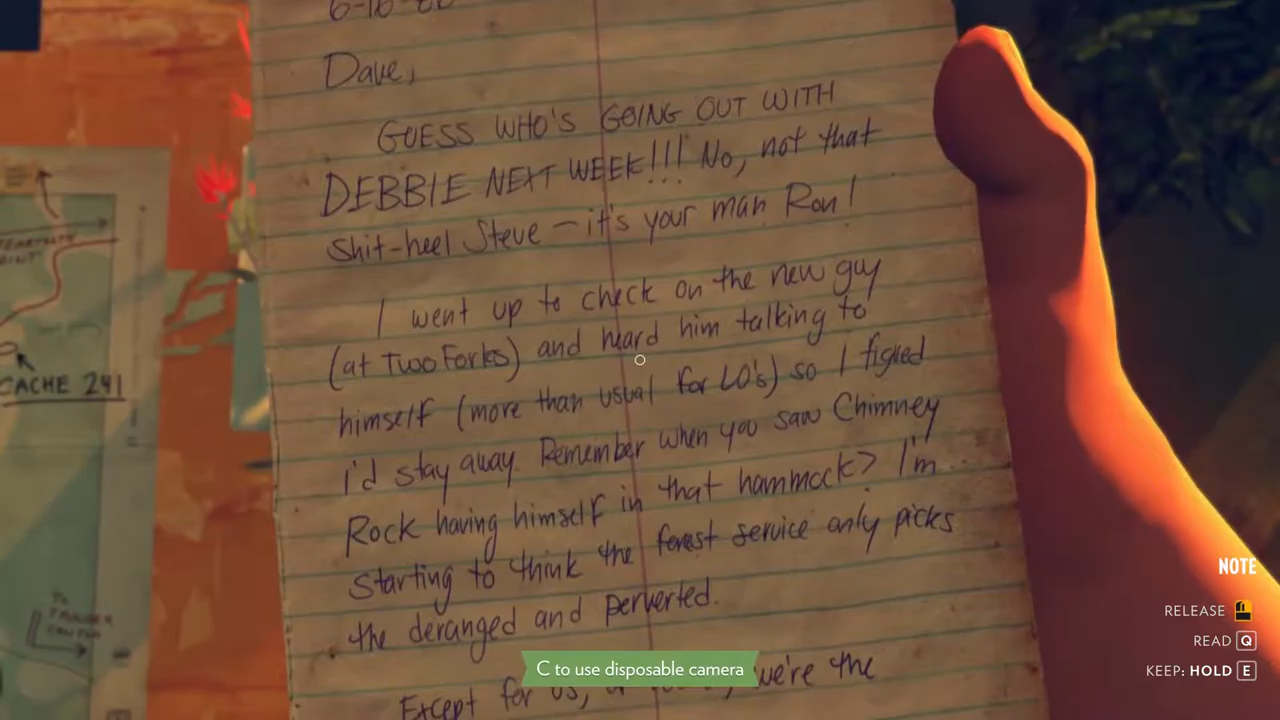 Dave,
GUESS WHO'S GOING OUT WITH
DEBBIE NEXT WEEK!!! No, not that
shit-heel Steve – it's your man Ron!
I went up to check on the new guy
(at Two Forks) and heard him talking to
himself (more than usual for LO's) so I figred
i'd stay away. Remember when you saw Chimney
Rock having himself in that hammock? I'm
starting to think the forest service only picks
the deranged and perverted.
Except for us, we're the
CACHE 241
TO
C to use disposable camera
NOTE
RELEASE
READ Q
KEEP: HOLD E